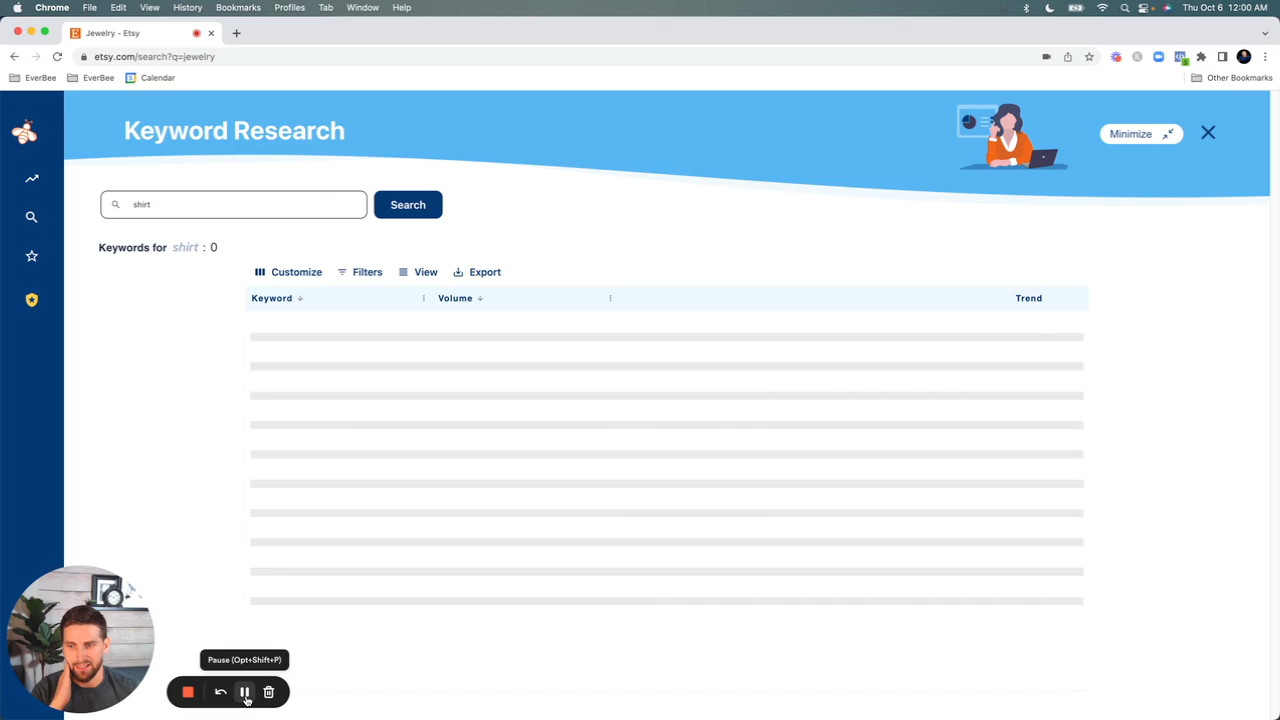 Chrome File Edit View History Bookmarks Profiles Tab Window Help Thu Oct 6 12:00 AM
Jewelry - Etsy
etsy.com/search?q=jewelry
EverBee EverBee Calendar Other Bookmarks
Keyword Research
Minimize
shirt Search
Keywords for shirt : 0
Customize Filters View Export
Keyword Volume Trend
Pause (Opt+Shift+P)